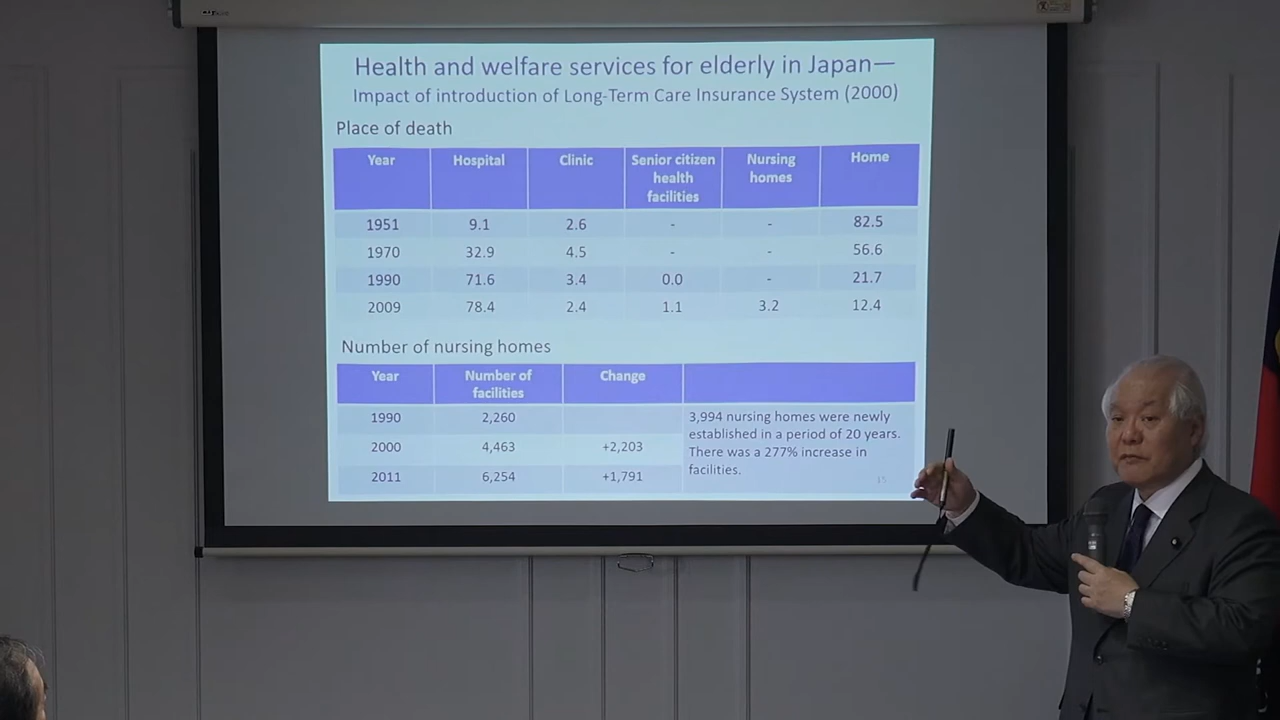 Health and welfare services for elderly in Japan—
Impact of introduction of Long-Term Care Insurance System (2000)
Place of death
Year Hospital Clinic Senior citizen health facilities Nursing homes Home
1951 9.1 2.6 - - 82.5
1970 32.9 4.5 - - 56.6
1990 71.6 3.4 0.0 - 21.7
2009 78.4 2.4 1.1 3.2 12.4
Number of nursing homes
Year Number of facilities Change
1990 2,260
2000 4,463 +2,203
2011 6,254 +1,791
3,994 nursing homes were newly
established in a period of 20 years.
There was a 277% increase in
facilities.
15